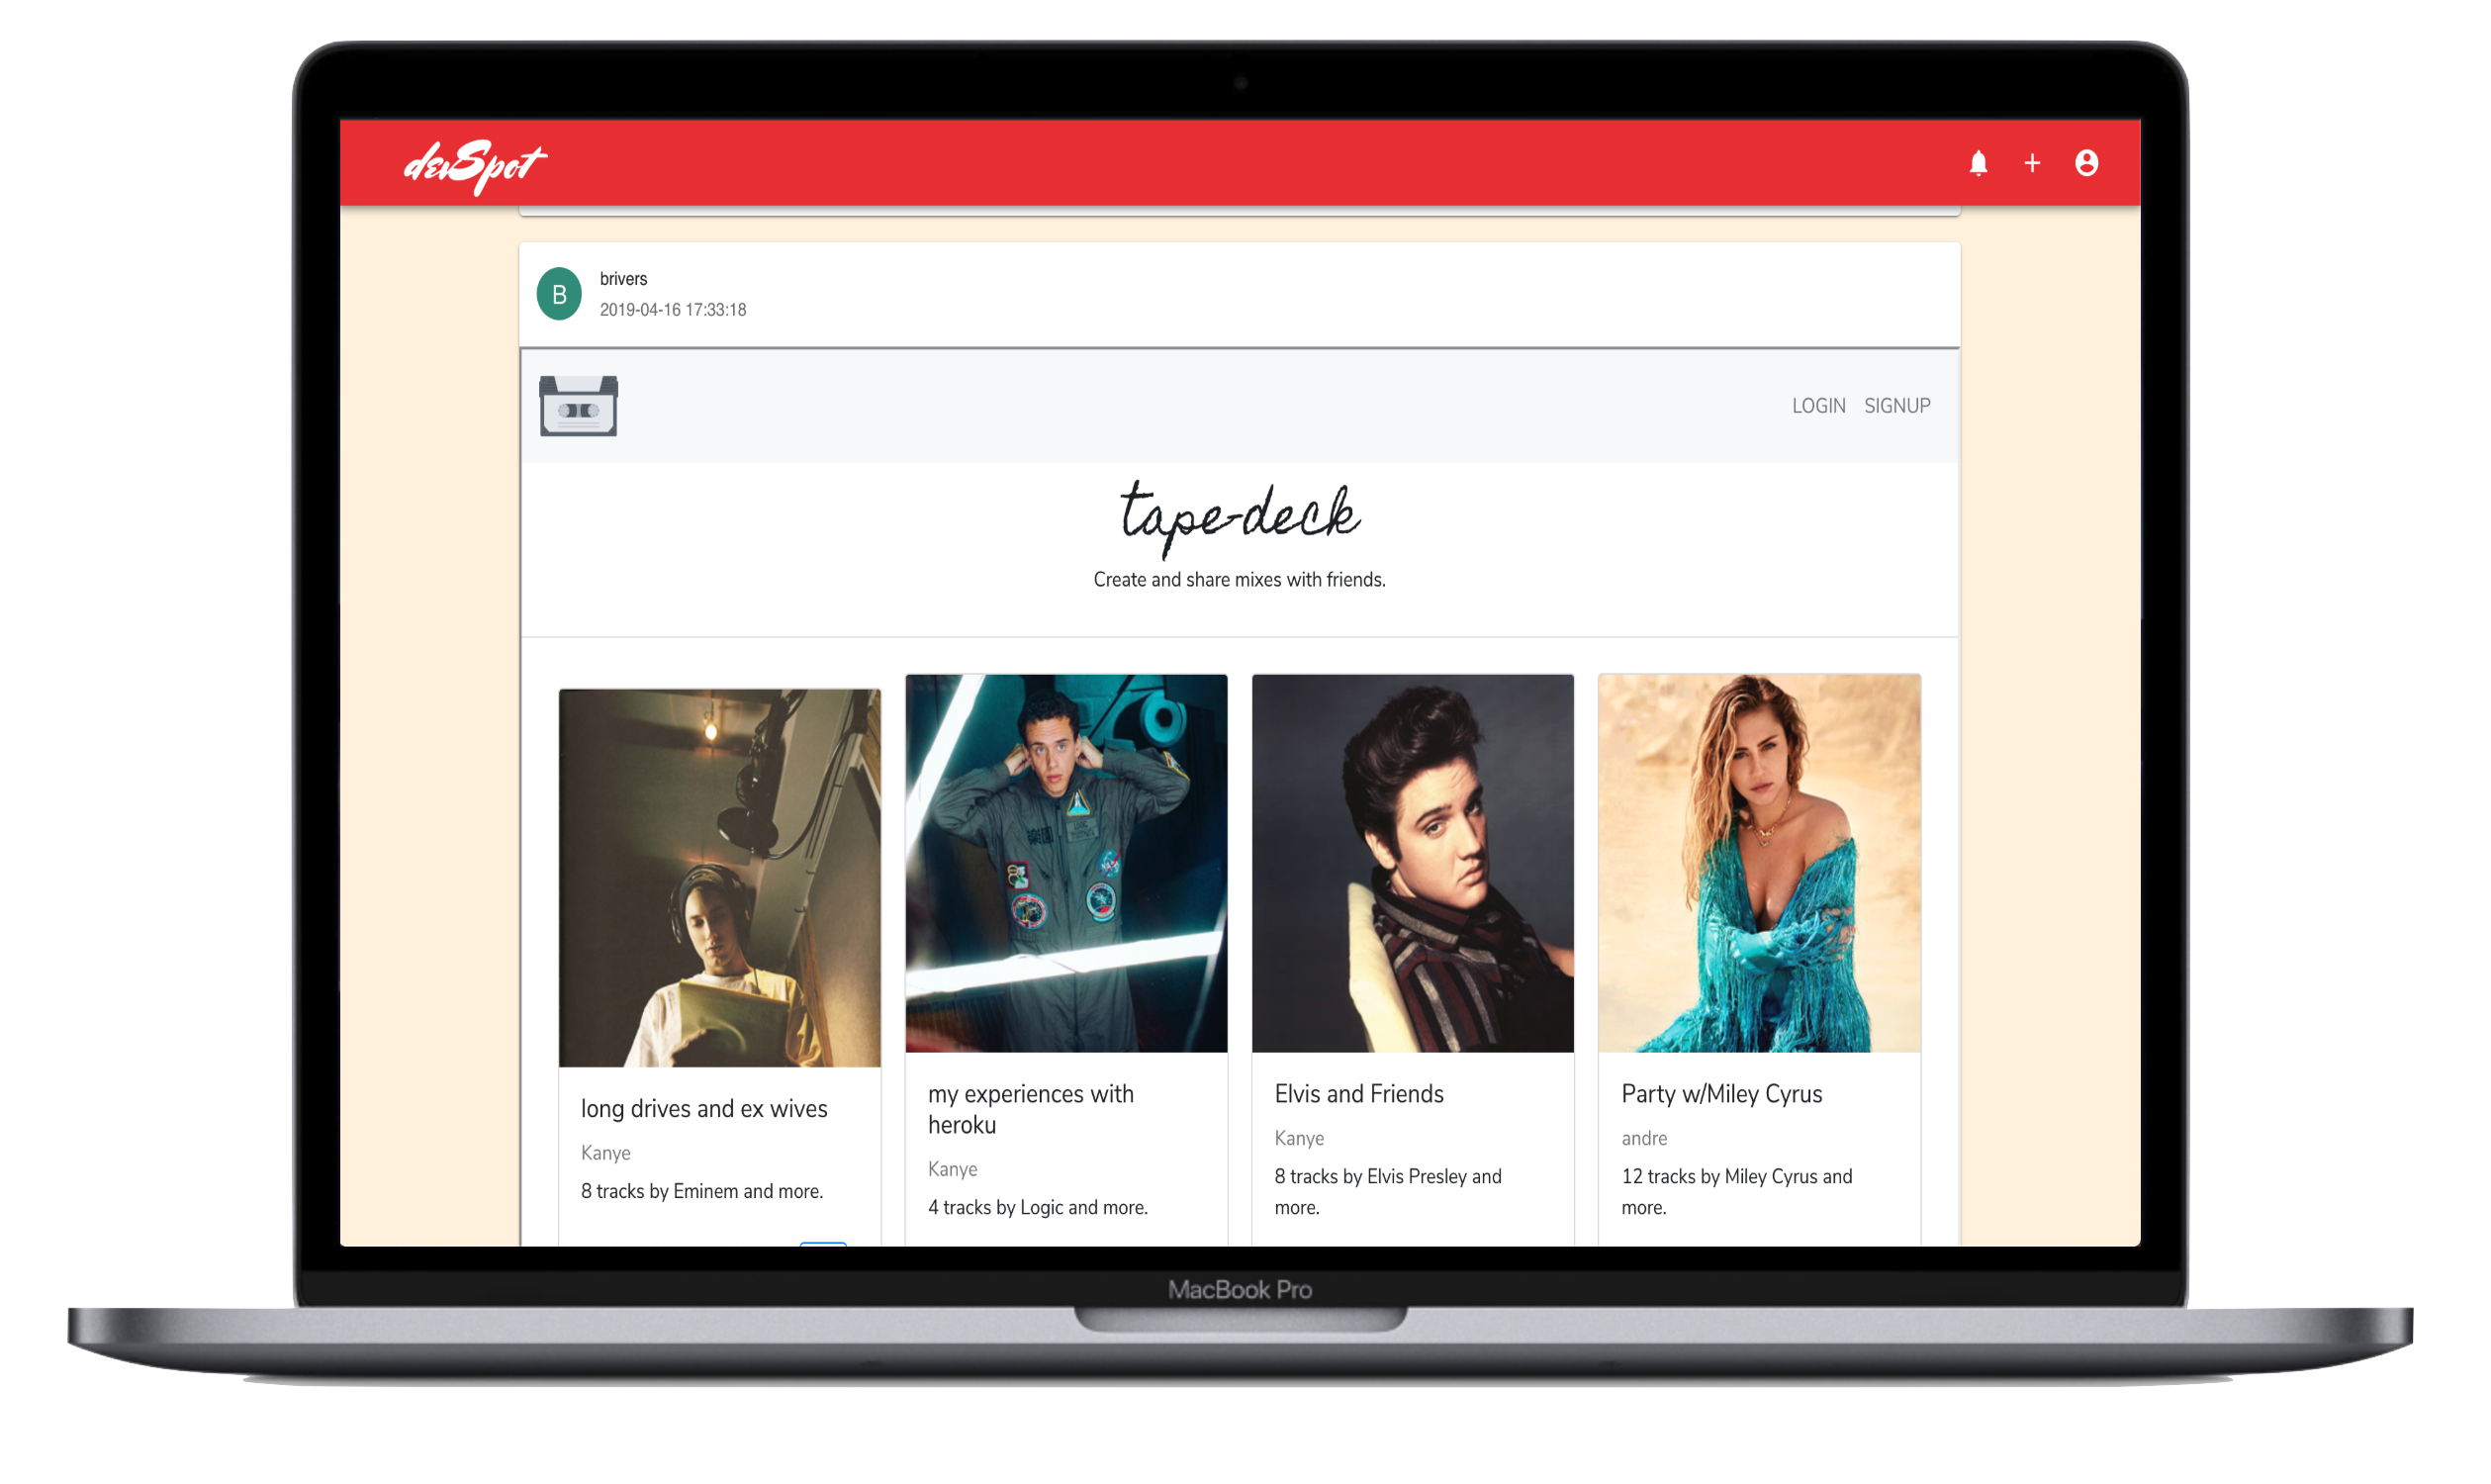 devSpot
B
brivers
2019-04-16 17:33:18
LOGIN SIGNUP
tape-deck
Create and share mixes with friends.
long drives and ex wives
Kanye
8 tracks by Eminem and more.
my experiences with
heroku
Kanye
4 tracks by Logic and more.
Elvis and Friends
Kanye
8 tracks by Elvis Presley and
more.
Party w/Miley Cyrus
andre
12 tracks by Miley Cyrus and
more.
MacBook Pro